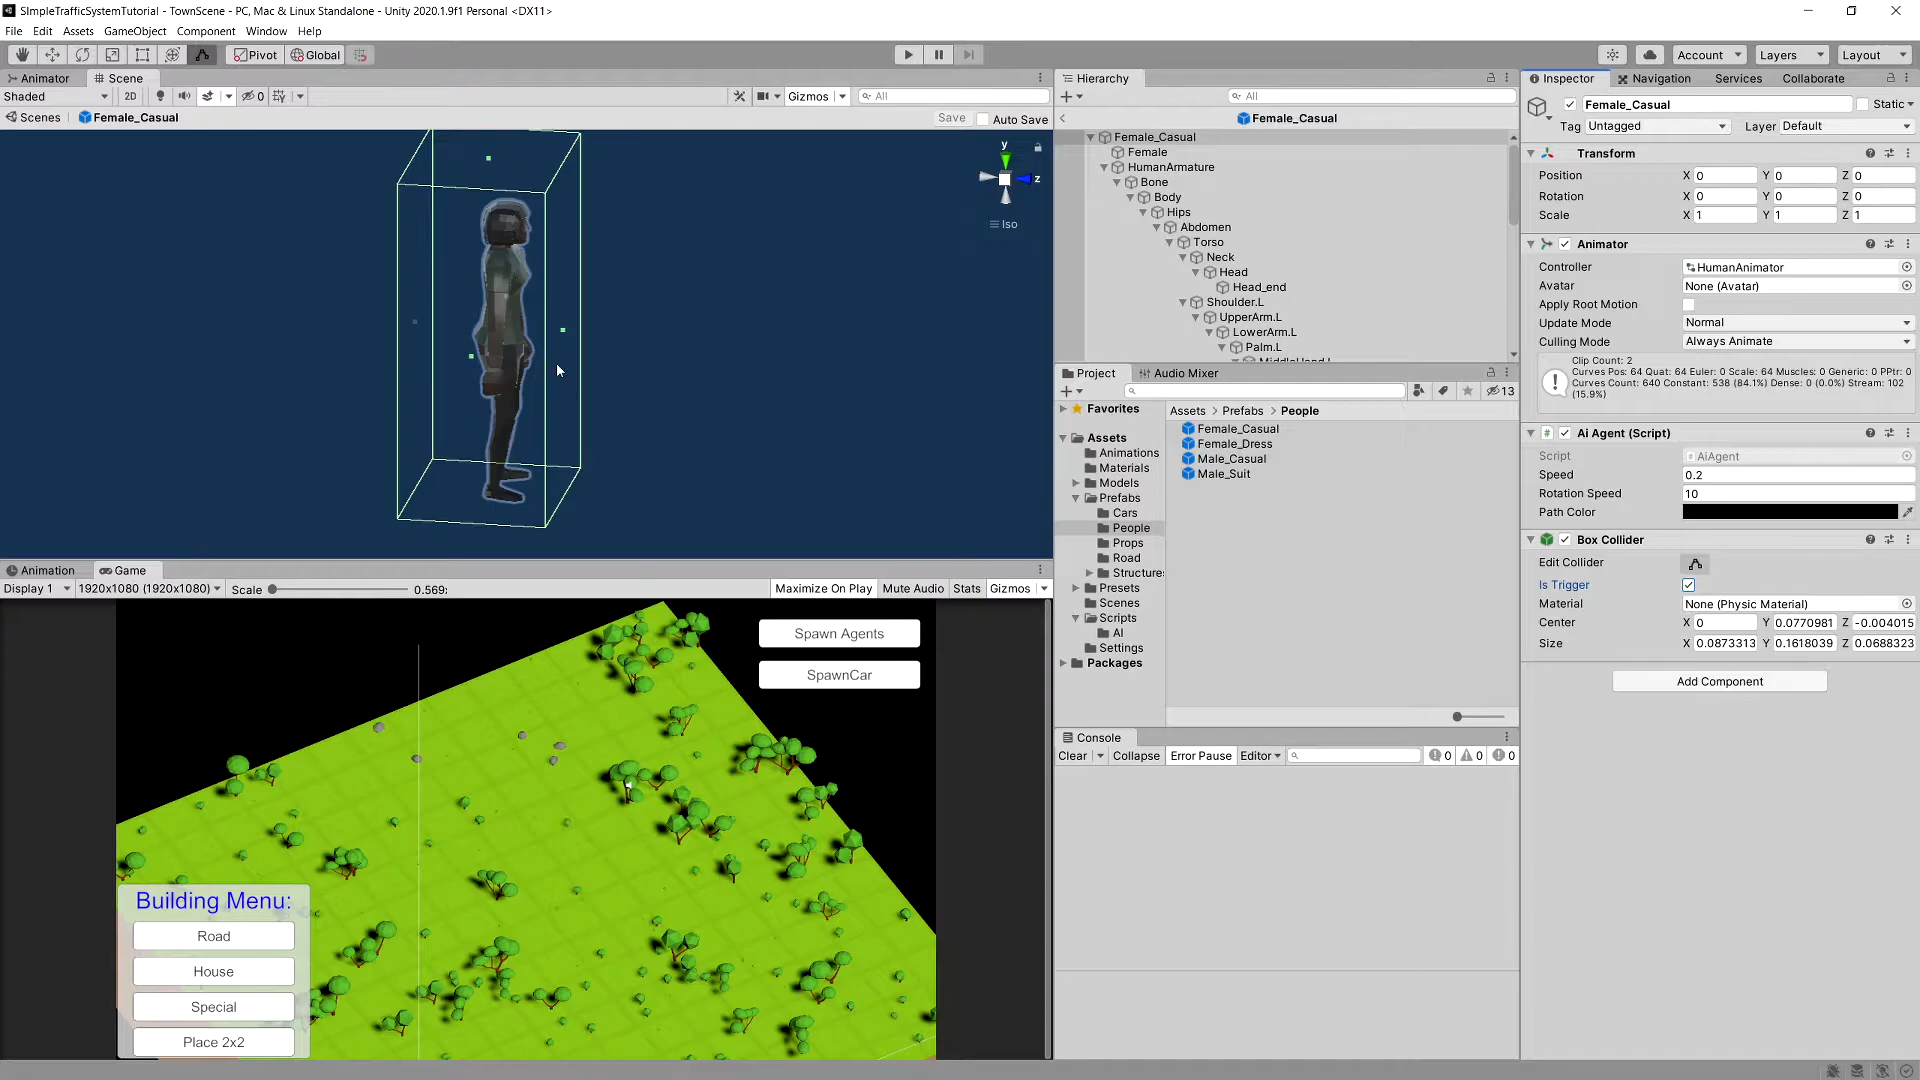 SImpleTrafficSystemTutorial - TownScene - PC, Mac & Linux Standalone - Unity 2020.1.9f1 Personal <DX11>
File Edit Assets GameObject Component Window Help
Pivot Global Account Layers Layout
Animator Scene
Shaded 2D 0 Gizmos All
Scenes Female_Casual Save Auto Save
y
z
Iso
Animation Game
Display 1 1920x1080 (1920x1080) Scale 0.569: Maximize On Play Mute Audio Stats Gizmos
Spawn Agents
SpawnCar
Building Menu:
Road
House
Special
Place 2x2
Hierarchy
All
Female_Casual
Female_Casual
Female
HumanArmature
Bone
Body
Hips
Abdomen
Torso
Neck
Head
Head_end
Shoulder.L
UpperArm.L
LowerArm.L
Palm.L
MiddleHand.L
Project Audio Mixer
13
Favorites
Assets
Animations
Materials
Models
Prefabs
Cars
People
Props
Road
Structure:
Presets
Scenes
Scripts
AI
Settings
Packages
Assets > Prefabs > People
Female_Casual
Female_Dress
Male_Casual
Male_Suit
Console
Clear Collapse Error Pause Editor 0 0 0
Inspector Navigation Services Collaborate
Female_Casual Static
Tag Untagged Layer Default
Transform
Position X 0 Y 0 Z 0
Rotation X 0 Y 0 Z 0
Scale X 1 Y 1 Z 1
Animator
Controller HumanAnimator
Avatar None (Avatar)
Apply Root Motion
Update Mode Normal
Culling Mode Always Animate
Clip Count: 2
Curves Pos: 64 Quat: 64 Euler: 0 Scale: 64 Muscles: 0 Generic: 0 PPtr: 0
Curves Count: 640 Constant: 538 (84.1%) Dense: 0 (0.0%) Stream: 102
(15.9%)
# Ai Agent (Script)
Script # AiAgent
Speed 0.2
Rotation Speed 10
Path Color
Box Collider
Edit Collider
Is Trigger
Material None (Physic Material)
Center X 0 Y 0.0770981 Z -0.004015
Size X 0.0873313 Y 0.1618039 Z 0.0688323
Add Component